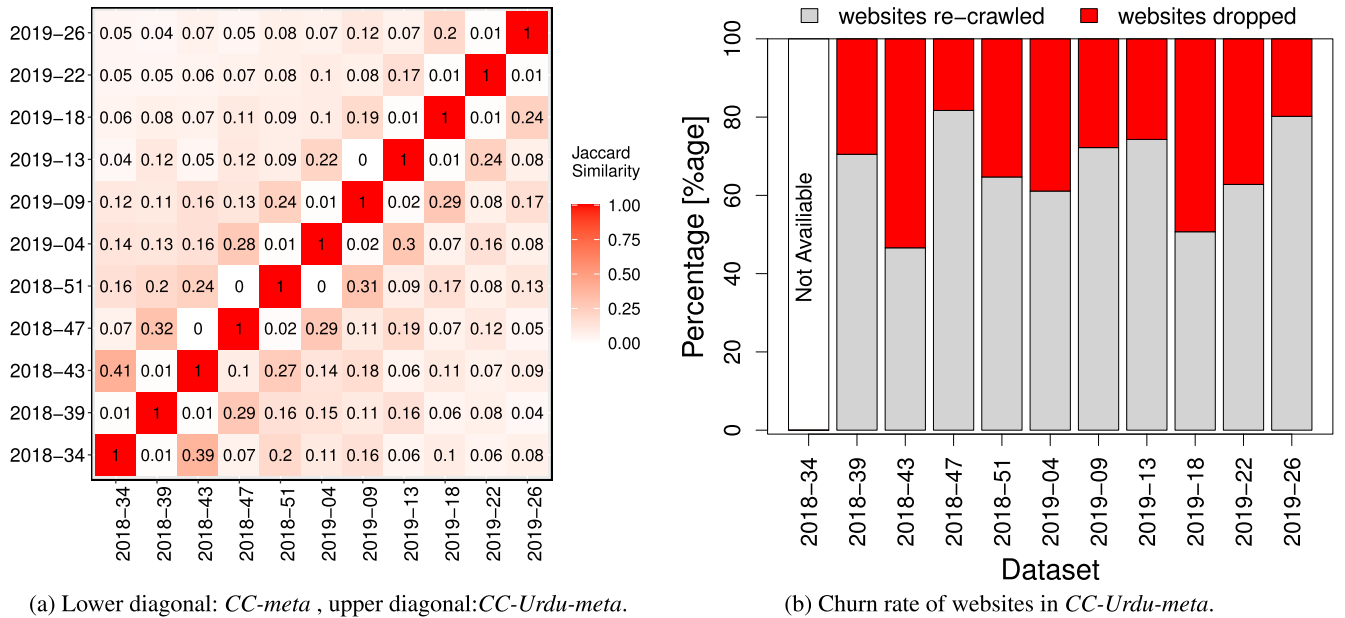 2019−26 0.05 0.04 0.07 0.05 0.08 0.07 0.12 0.07 0.2 0.01 1
2019−22 0.05 0.05 0.06 0.07 0.08 0.1 0.08 0.17 0.01 1 0.01
2019−18 0.06 0.08 0.07 0.11 0.09 0.1 0.19 0.01 1 0.01 0.24
2019−13 0.04 0.12 0.05 0.12 0.09 0.22 0 1 0.01 0.24 0.08
2019−09 0.12 0.11 0.16 0.13 0.24 0.01 1 0.02 0.29 0.08 0.17
2019−04 0.14 0.13 0.16 0.28 0.01 1 0.02 0.3 0.07 0.16 0.08
2018−51 0.16 0.2 0.24 0 1 0 0.31 0.09 0.17 0.08 0.13
2018−47 0.07 0.32 0 1 0.02 0.29 0.11 0.19 0.07 0.12 0.05
2018−43 0.41 0.01 1 0.1 0.27 0.14 0.18 0.06 0.11 0.07 0.09
2018−39 0.01 1 0.01 0.29 0.16 0.15 0.11 0.16 0.06 0.08 0.04
2018−34 1 0.01 0.39 0.07 0.2 0.11 0.16 0.06 0.1 0.06 0.08
2018−34 2018−39 2018−43 2018−47 2018−51 2019−04 2019−09 2019−13 2019−18 2019−22 2019−26
Jaccard
Similarity
1.00
0.75
0.50
0.25
0.00
(a) Lower diagonal: CC-meta , upper diagonal:CC-Urdu-meta.
websites re−crawled websites dropped
Percentage [%age]
100
80
60
40
20
0
Not Availiable
2018−34 2018−39 2018−43 2018−47 2018−51 2019−04 2019−09 2019−13 2019−18 2019−22 2019−26
Dataset
(b) Churn rate of websites in CC-Urdu-meta.